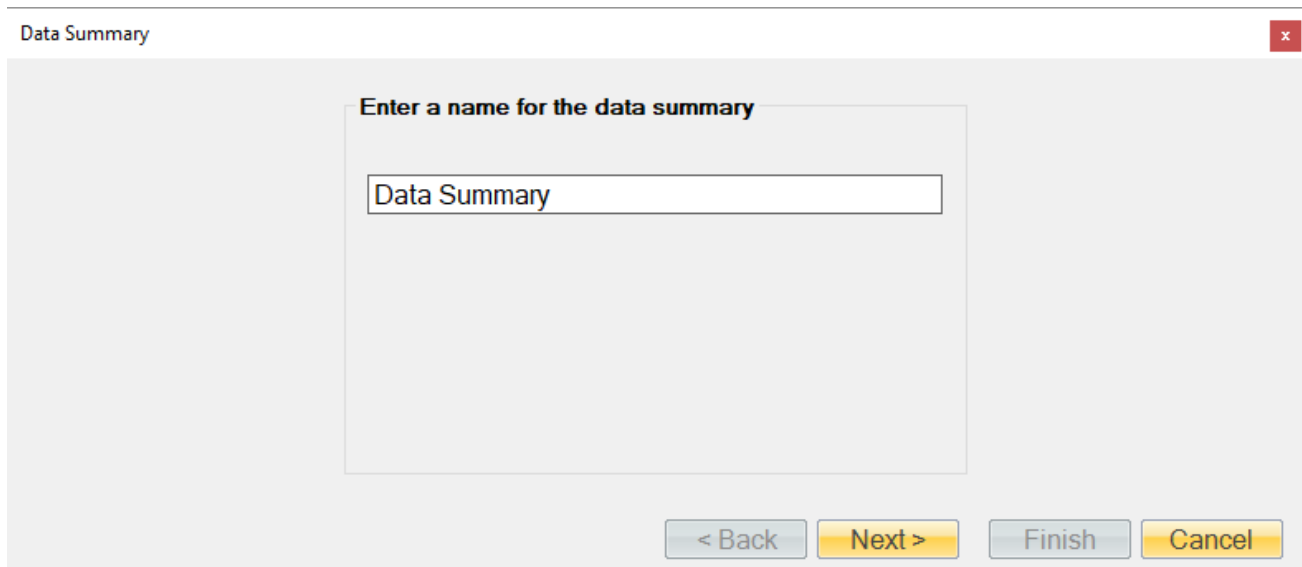 Data Summary
x
Enter a name for the data summary
Data Summary
< Back Next > Finish Cancel